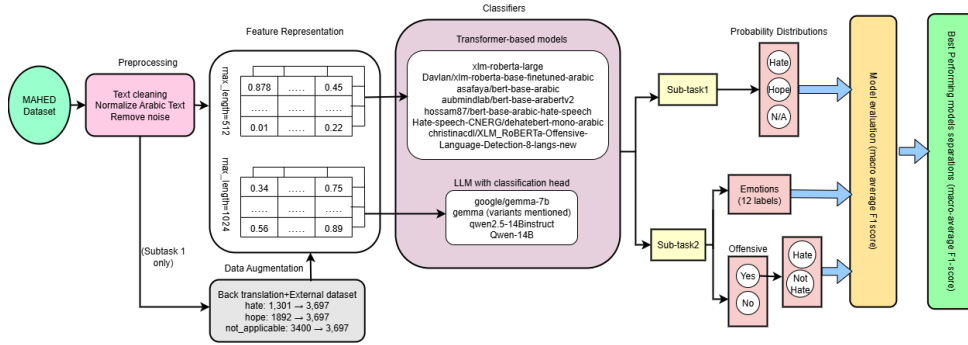 Classifiers
Preprocessing
Feature Representation
Transformer-based models
Probability Distributions
MAHED
Dataset
Text cleaning
Normalize Arabic Text
Remove noise
max_length=512
0.878 ..... 0.45
..... ..... .....
0.01 ..... 0.22
max_length=1024
0.34 ..... 0.75
..... ..... .....
0.56 ..... 0.89
xlm-roberta-large
Davlan/xlm-roberta-base-finetuned-arabic
asafaya/bert-base-arabic
aubmindlab/bert-base-arabertv2
hossam87/bert-base-arabic-hate-speech
Hate-speech-CNERG/dehatebert-mono-arabic
christinacdl/XLM_RoBERTa-Offensive-
Language-Detection-8-langs-new
LLM with classification head
google/gemma-7b
gemma (variants mentioned)
qwen2.5-14Binstruct
Qwen-14B
Sub-task1
Hate
Hope
N/A
Sub-task2
Emotions
(12 labels)
Offensive
Yes
No
Hate
Not
Hate
Model evaluation (macro average F1score)
Best Performing models separations (macro-average F1-score)
(Subtask 1
only)
Data Augmentation
Back translation+External dataset
hate: 1,301 → 3,697
hope: 1892 → 3,697
not_applicable: 3400 → 3,697